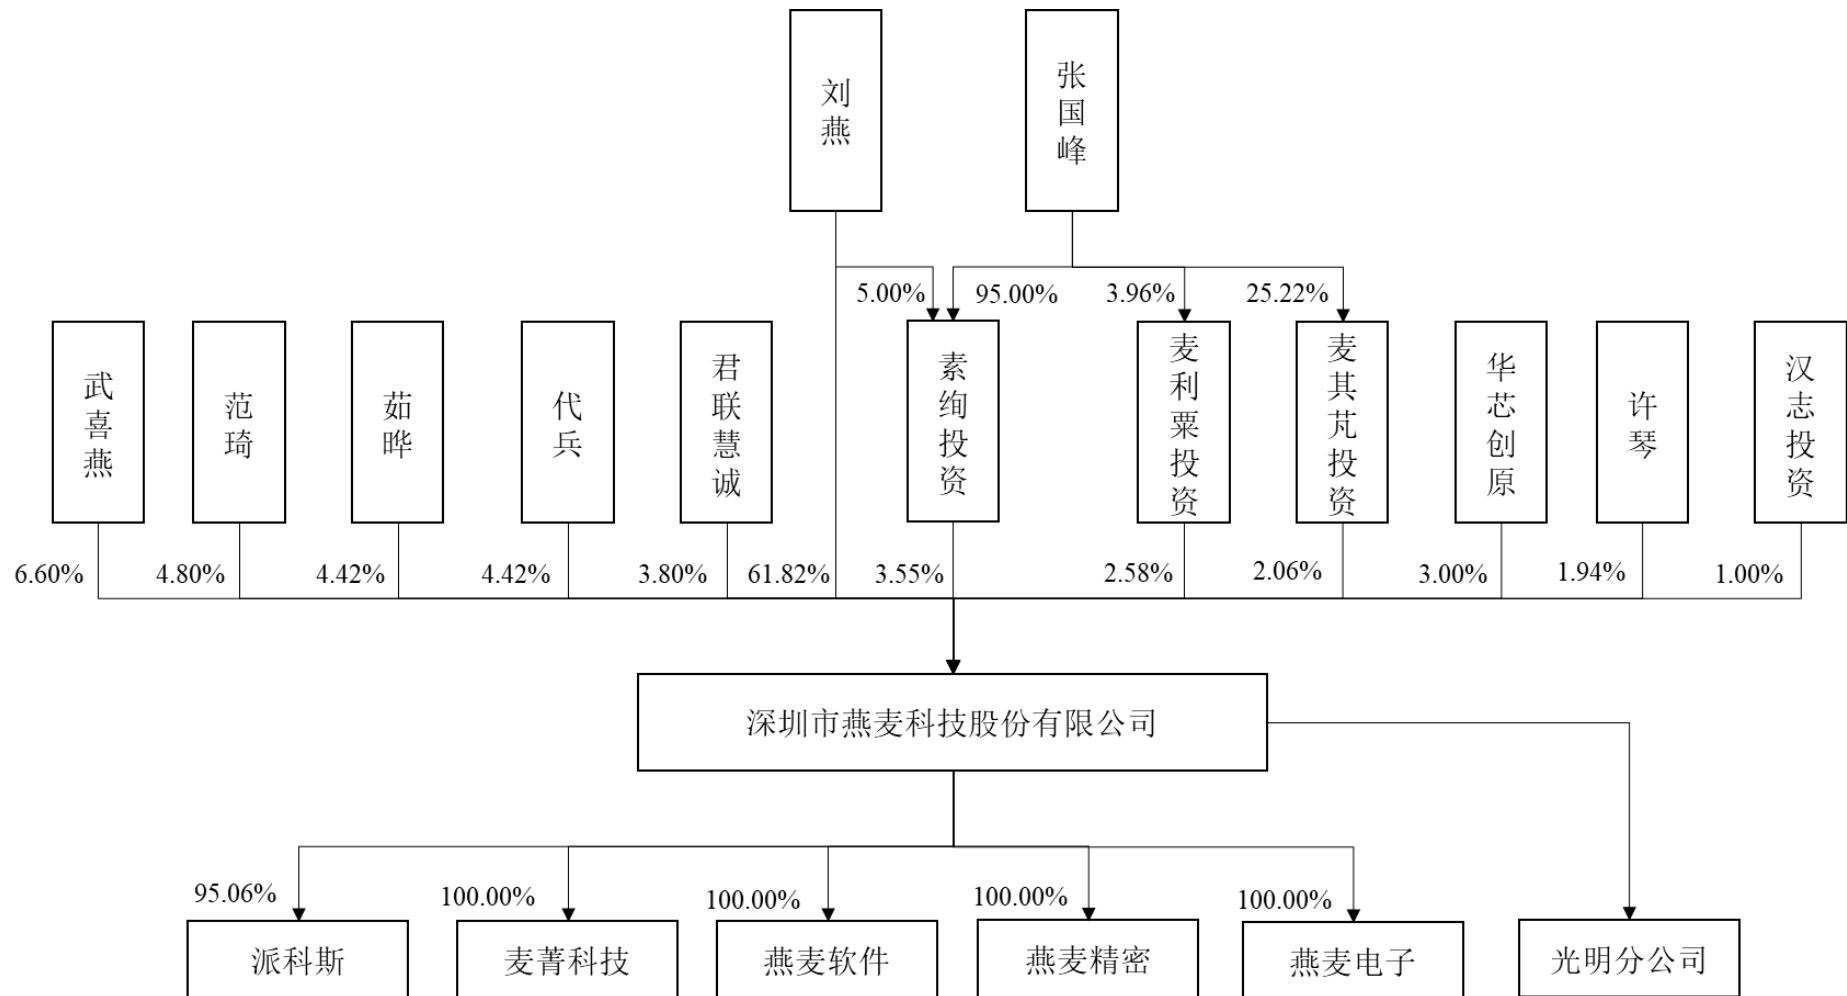 刘燕
张国峰
5.00%
95.00%
3.96%
25.22%
武喜燕
范琦
茹晔
代兵
君联慧诚
素绚投资
麦利粟投资
麦其芃投资
华芯创原
许琴
汉志投资
6.60%
4.80%
4.42%
4.42%
3.80%
61.82%
3.55%
2.58%
2.06%
3.00%
1.94%
1.00%
深圳市燕麦科技股份有限公司
95.06%
100.00%
100.00%
100.00%
100.00%
派科斯
麦菁科技
燕麦软件
燕麦精密
燕麦电子
光明分公司